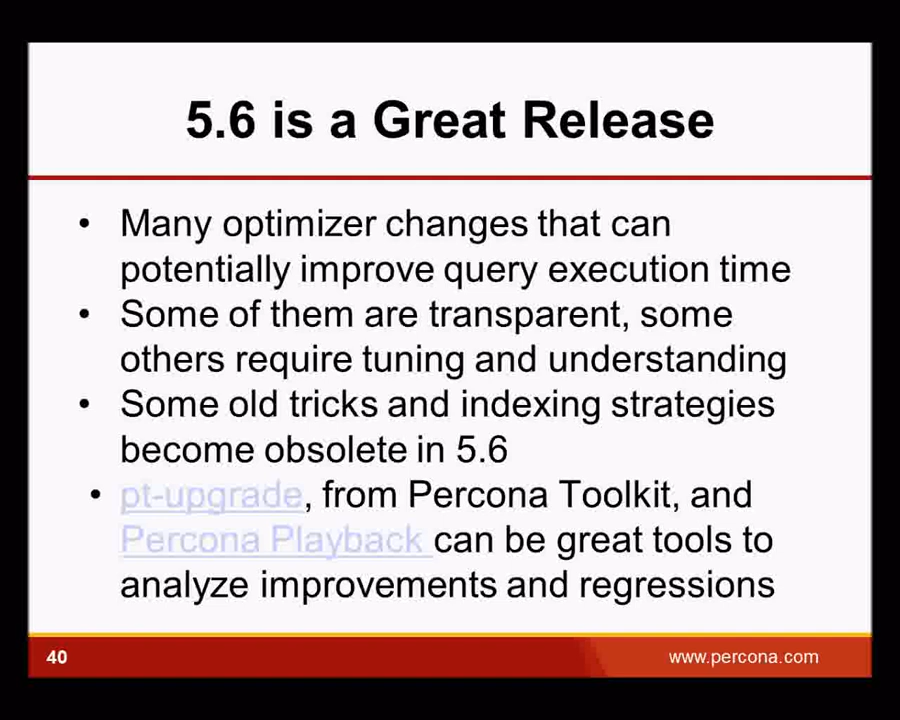 5.6 is a Great Release
• Many optimizer changes that can
potentially improve query execution time
• Some of them are transparent, some
others require tuning and understanding
• Some old tricks and indexing strategies
become obsolete in 5.6
• pt-upgrade, from Percona Toolkit, and
Percona Playback can be great tools to
analyze improvements and regressions
40
www.percona.com